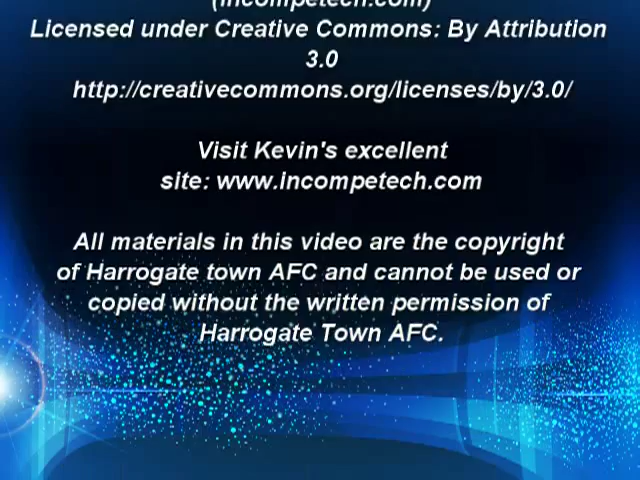 (incompetech.com)
Licensed under Creative Commons: By Attribution
3.0
http://creativecommons.org/licenses/by/3.0/
Visit Kevin's excellent
site: www.incompetech.com
All materials in this video are the copyright
of Harrogate town AFC and cannot be used or
copied without the written permission of
Harrogate Town AFC.